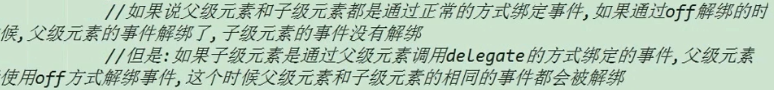 //如果说父级元素和子级元素都是通过正常的方式绑定事件,如果通过off解绑的时
候,父级元素的事件解绑了,子级元素的事件没有解绑
//但是:如果子级元素是通过父级元素调用delegate的方式绑定的事件,父级元素
使用off方式解绑事件,这个时候父级元素和子级元素的相同的事件都会被解绑